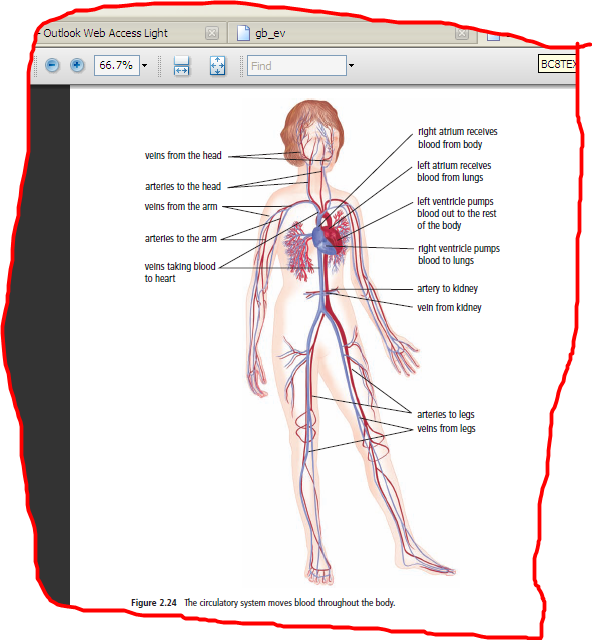 - Outlook Web Access Light
gb_ev
66.7%
Find
BC8TEX
veins from the head
arteries to the head
veins from the arm
arteries to the arm
veins taking blood
to heart
right atrium receives
blood from body
left atrium receives
blood from lungs
left ventricle pumps
blood out to the rest
of the body
right ventricle pumps
blood to lungs
artery to kidney
vein from kidney
arteries to legs
veins from legs
Figure 2.24 The circulatory system moves blood throughout the body.